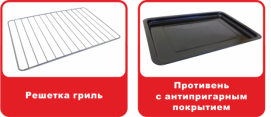 Решетка гриль
Противень
с антипригарным
покрытием